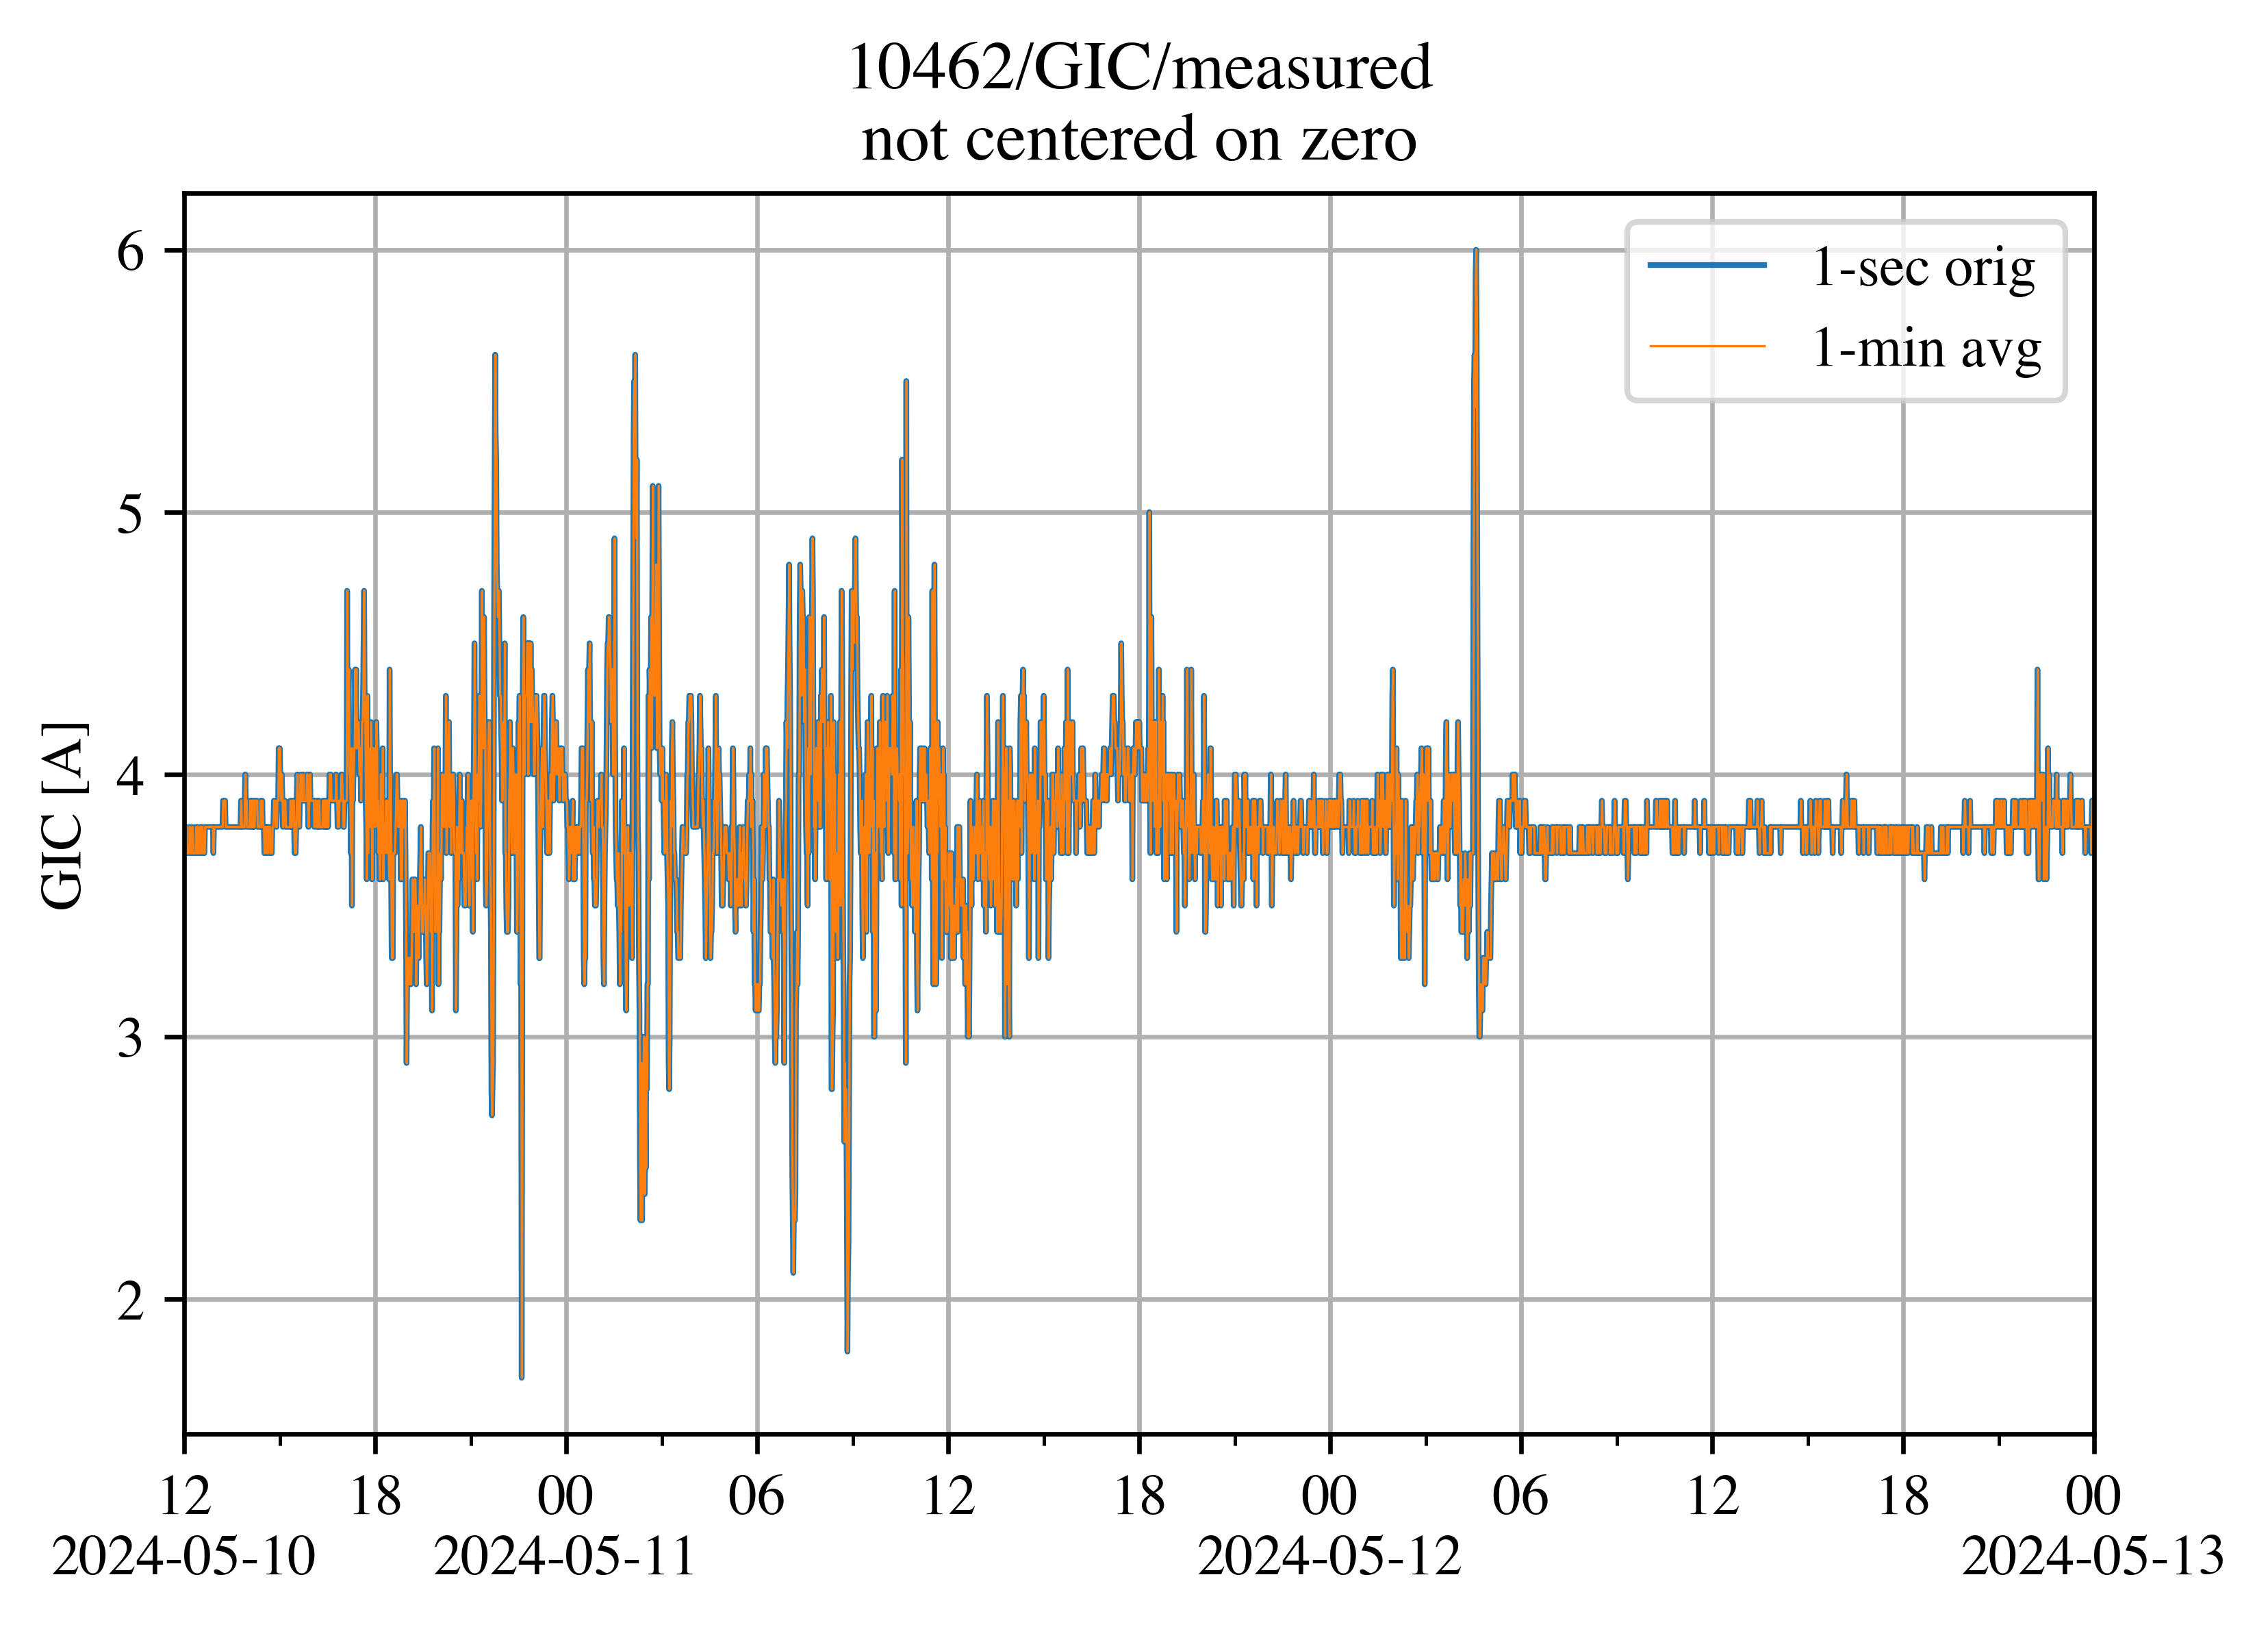 10462/GIC/measured
not centered on zero
1-sec orig
1-min avg
GIC [A]
6
5
4
3
2
12 18 00 06 12 18 00 06 12 18 00
2024-05-10 2024-05-11 2024-05-12 2024-05-13